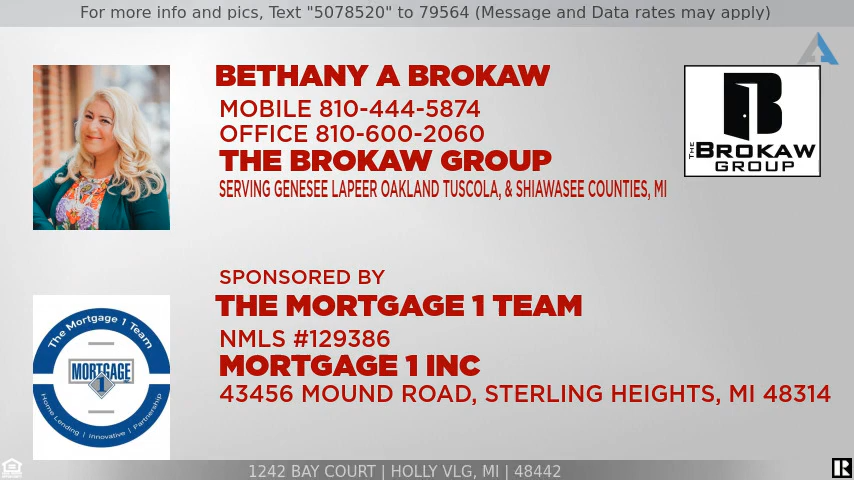 For more info and pics, Text "5078520" to 79564 (Message and Data rates may apply)
BETHANY A BROKAW
MOBILE 810-444-5874
OFFICE 810-600-2060
THE BROKAW GROUP
SERVING GENESEE LAPEER OAKLAND TUSCOLA, & SHIAWASEE COUNTIES, MI
THE BROKAW
GROUP
SPONSORED BY
THE MORTGAGE 1 TEAM
NMLS #129386
MORTGAGE 1 INC
43456 MOUND ROAD, STERLING HEIGHTS, MI 48314
The Mortgage 1 Team
MORTGAGE
1
Home Lending | Innovative | Partnership
1242 BAY COURT | HOLLY VLG, MI | 48442